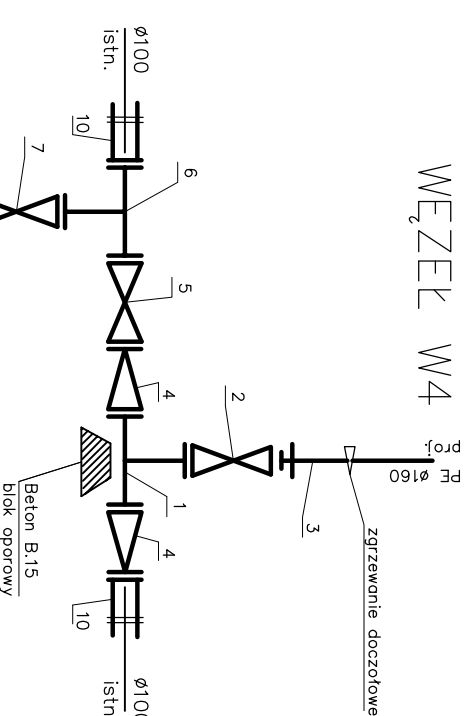 WĘZEŁ W4
proj.
PE ø160
zgrzewanie doczołowe
3
2
ø100
istn.
10
6
7
5
4
1
4
Beton B.15
blok oporowy
10
istn